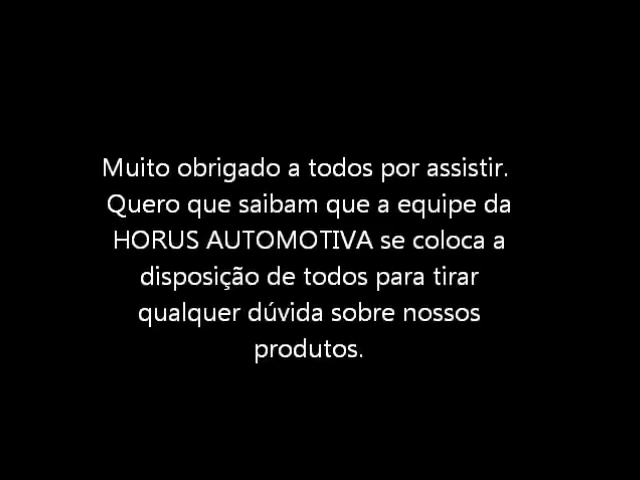 Muito obrigado a todos por assistir.
Quero que saibam que a equipe da
HORUS AUTOMOTIVA se coloca a
disposição de todos para tirar
qualquer dúvida sobre nossos
produtos.